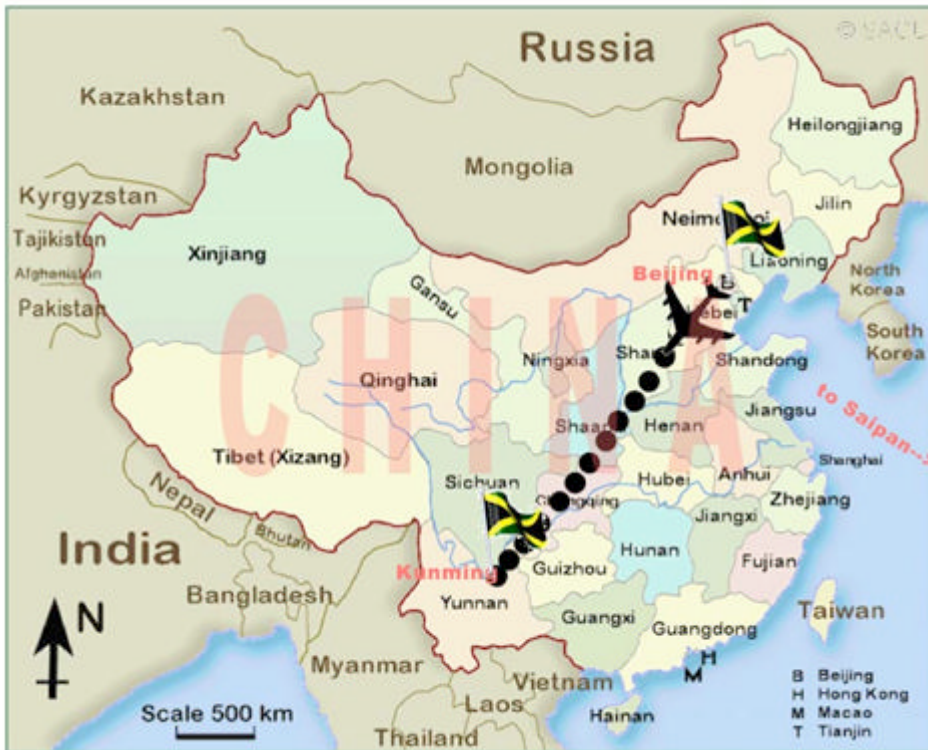 Russia
Kazakhstan
Mongolia
Heilongjiang
Kyrgyzstan
Jilin
Tajikistan
Xinjiang
Liaoning
Afghanistan
Beijing
B
North
Korea
Pakistan
Gansu
T
South
Korea
CHINA
Ningxia
Shandong
Qinghai
to Saipan-->
Jiangsu
Henan
Tibet (Xizang)
Shanghai
Sichuan
Hubei
Anhui
Zhejiang
Nepal
Jiangxi
Bhutan
India
Hunan
Fujian
Kunming
Guizhou
Bangladesh
Yunnan
N
Guangxi
Taiwan
Guangdong
H
Myanmar
M
Vietnam
B Beijing
H Hong Kong
M Macao
T Tianjin
Laos
Scale 500 km
Hainan
Thailand